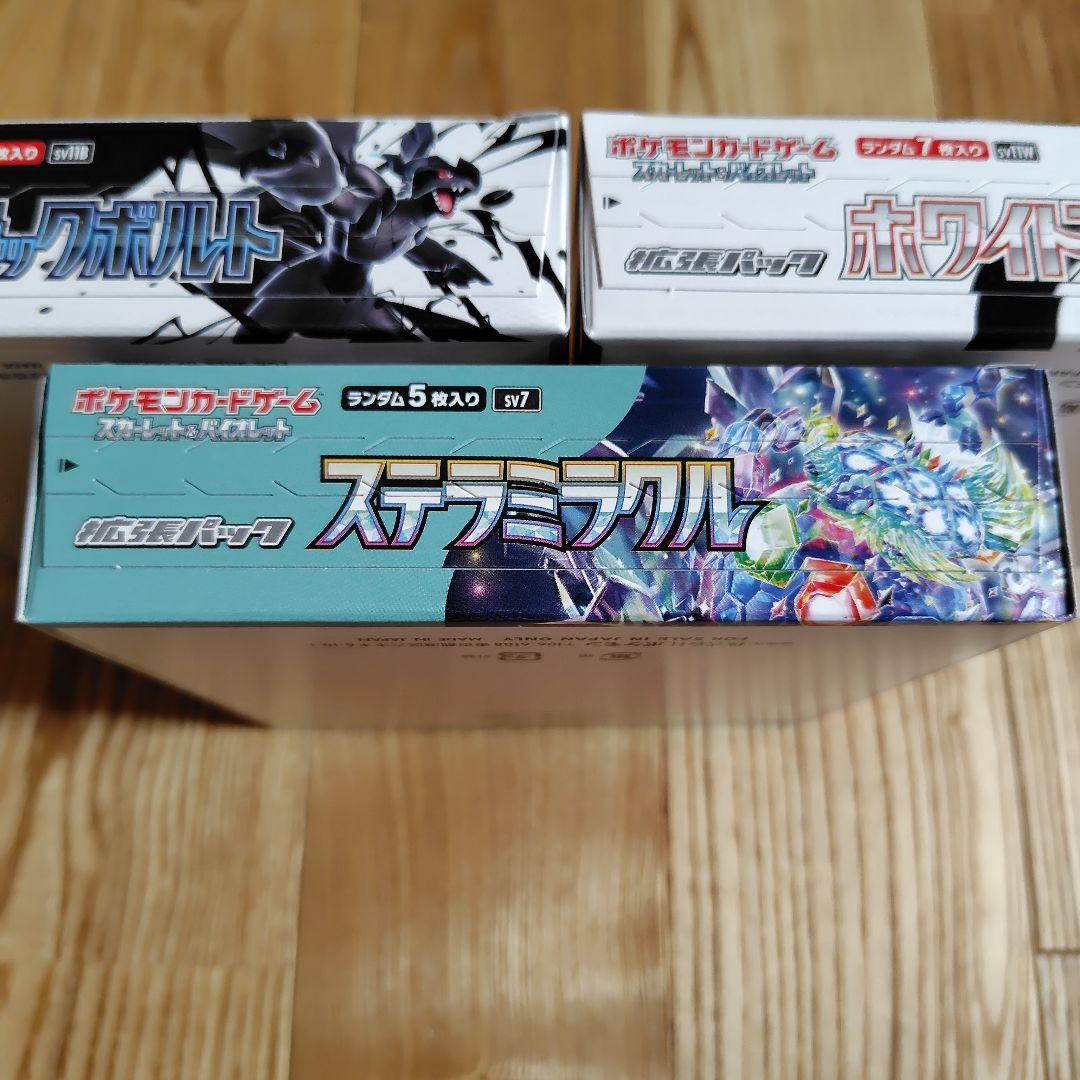 枚入り sv11B
ックボルト
ポケモンカードゲーム
スカーレット&バイオレット
ランダム7枚入り sv11W
拡張パック
ホワイト
ポケモンカードゲーム
スカーレット&バイオレット
ランダム5枚入り sv7
拡張パック
ステラミラクル
FOR SALE IN JAPAN ONLY MADE IN JAPAN